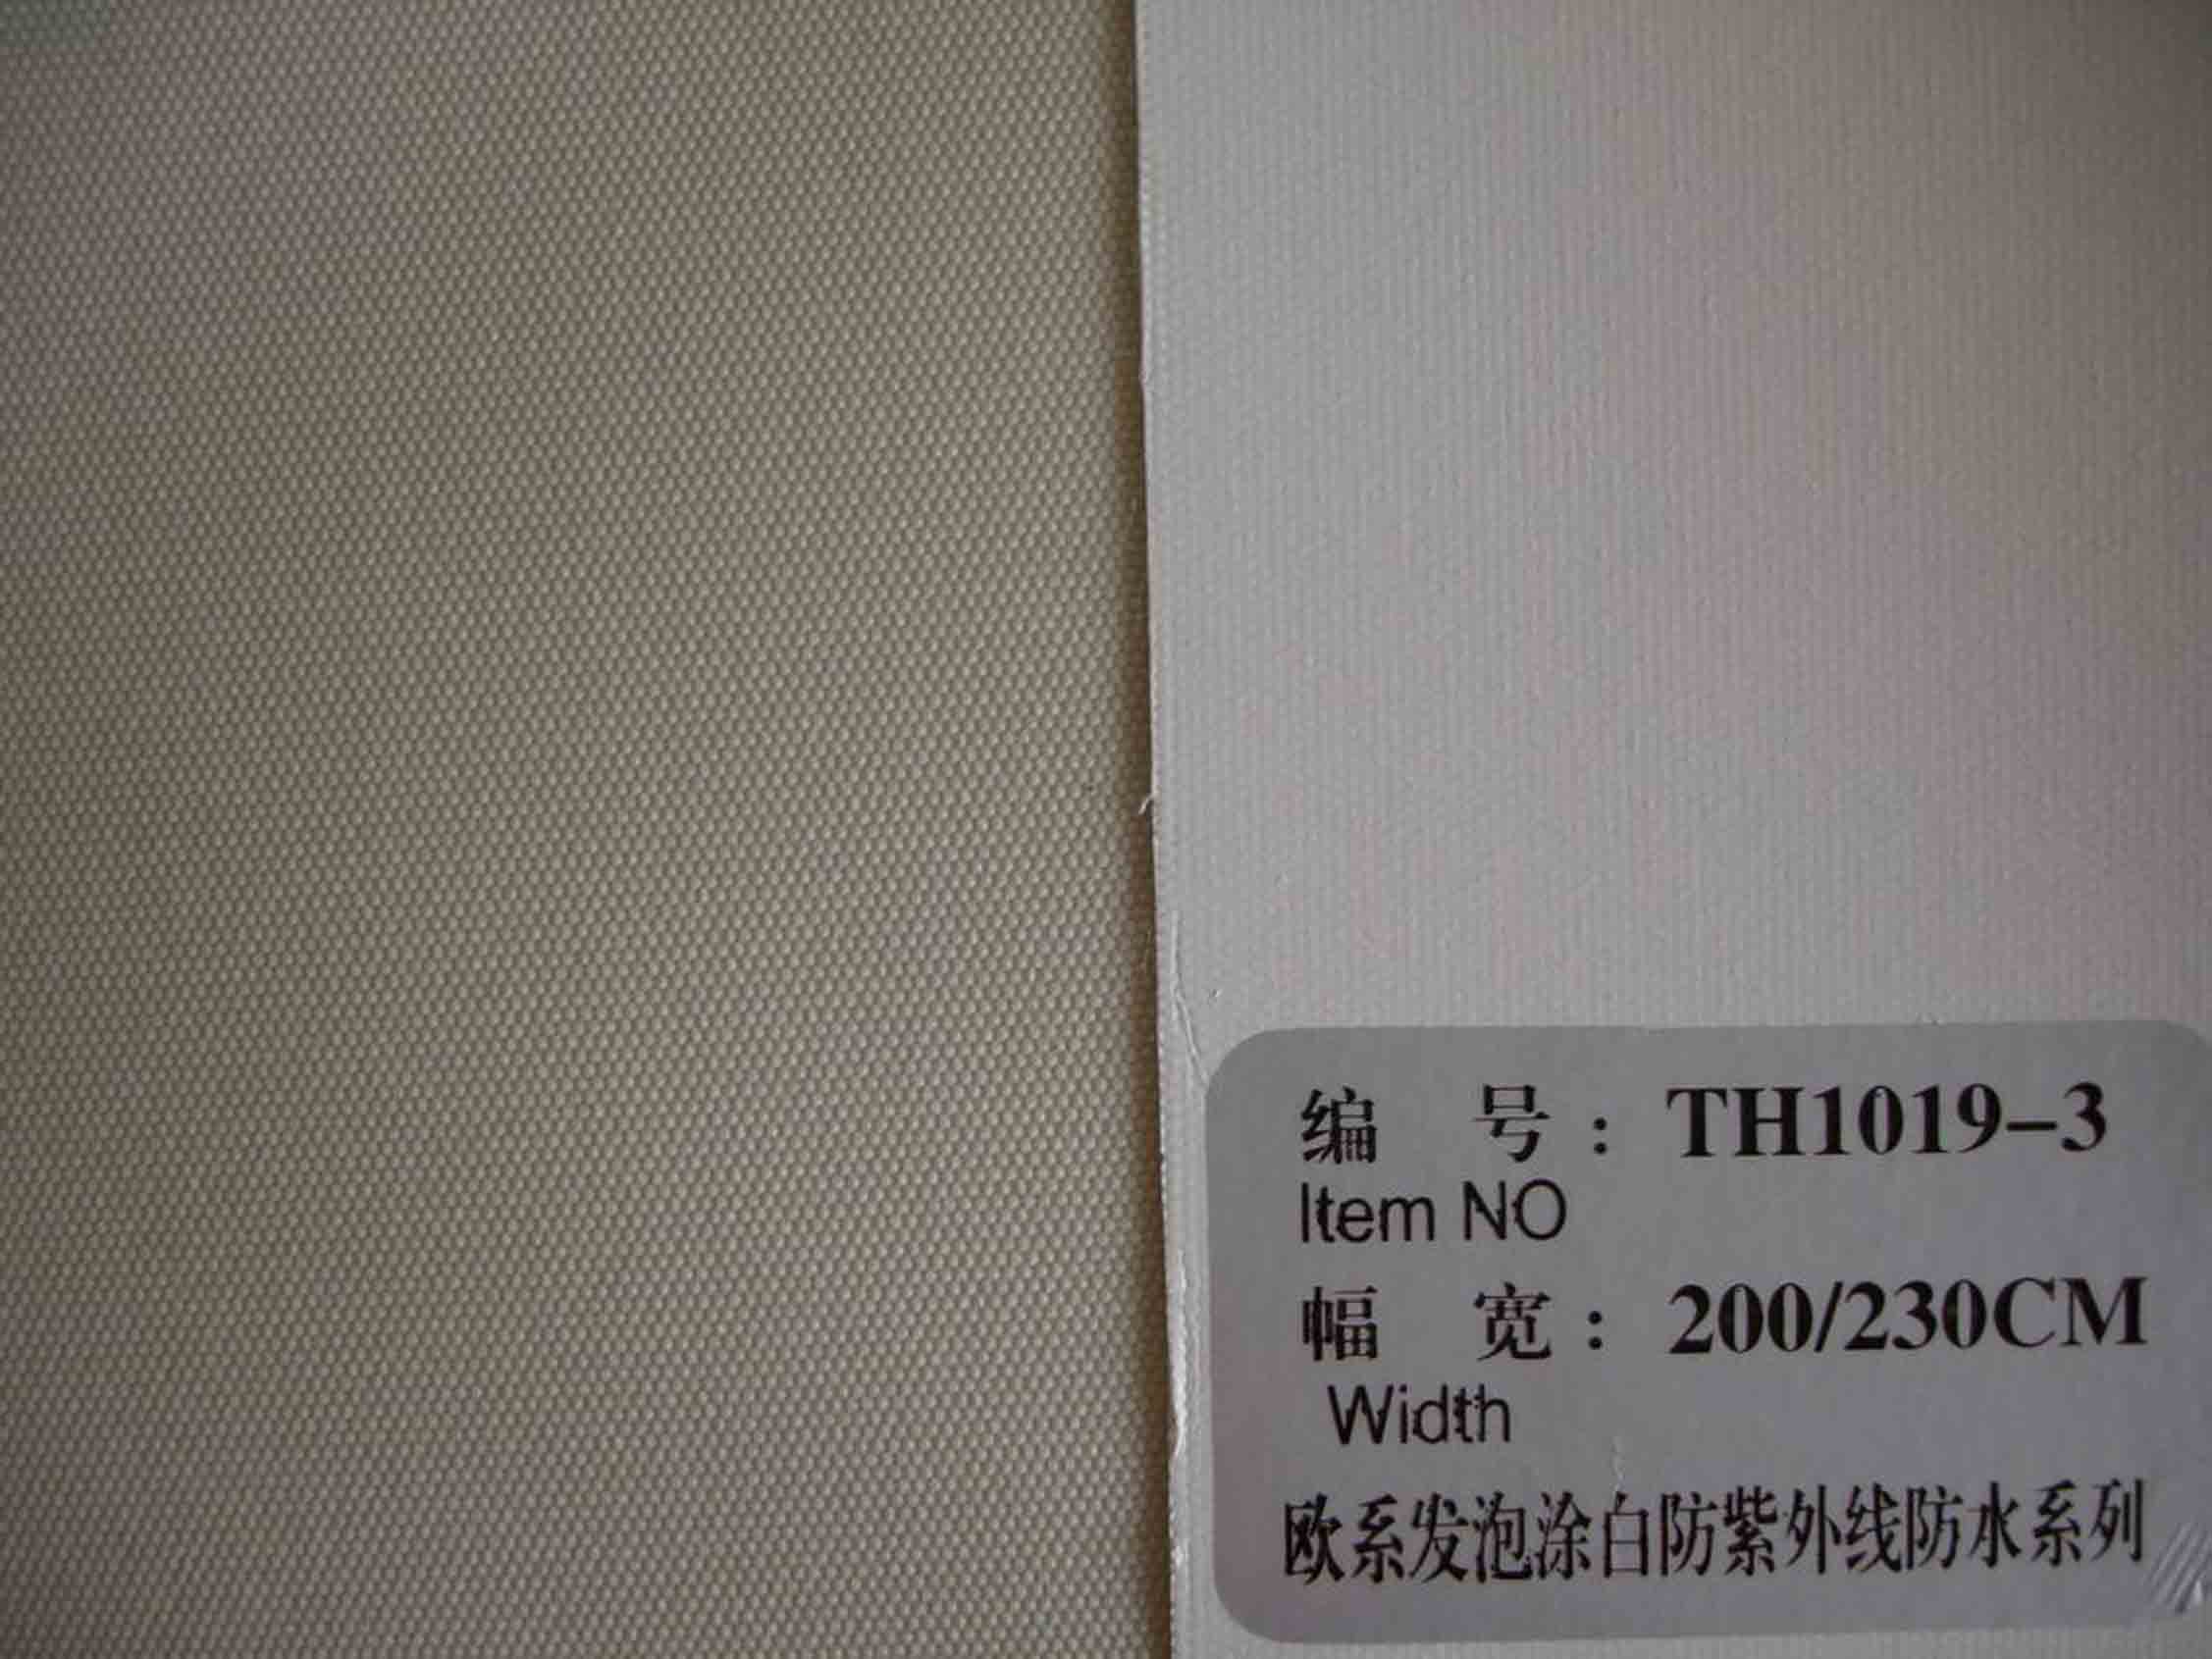 编 号：TH1019-3
Item NO
幅 宽：200/230CM
Width
欧系发泡涂白防紫外线防水系列